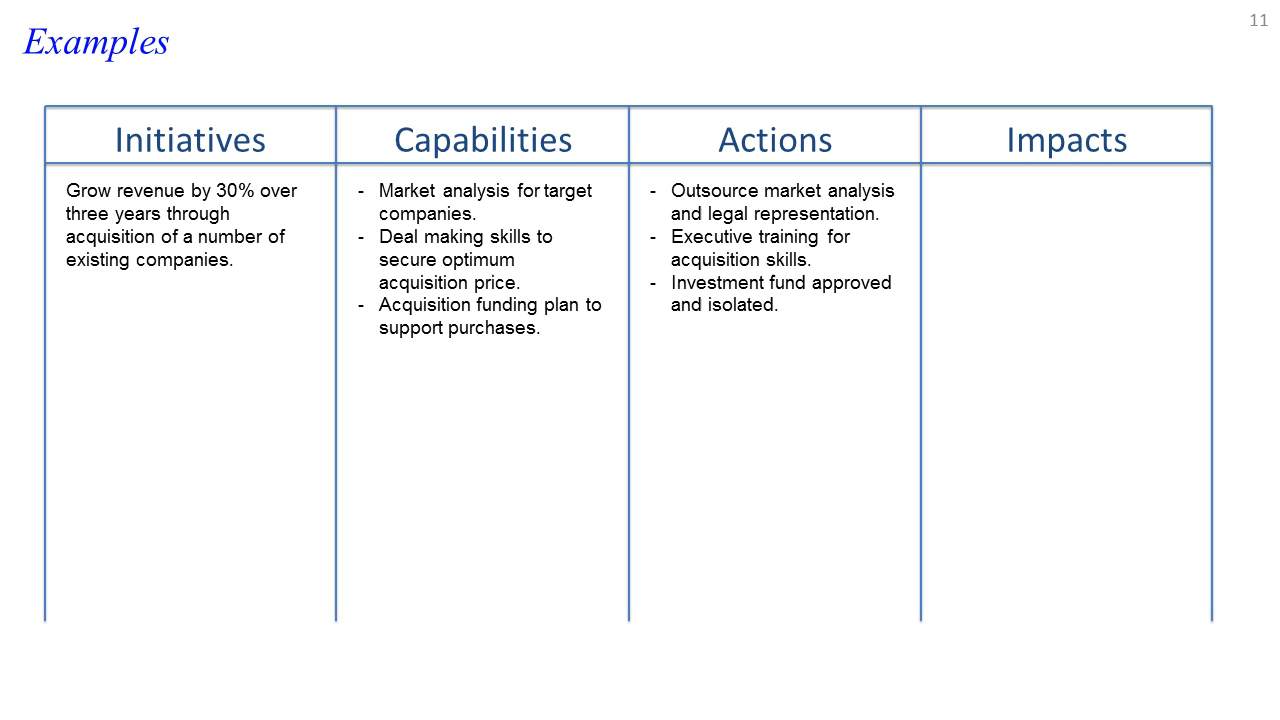 11
Examples
Initiatives
Capabilities
Actions
Impacts
Grow revenue by 30% over
three years through
acquisition of a number of
existing companies.
- Market analysis for target
companies.
- Deal making skills to
secure optimum
acquisition price.
- Acquisition funding plan to
support purchases.
- Outsource market analysis
and legal representation.
- Executive training for
acquisition skills.
- Investment fund approved
and isolated.